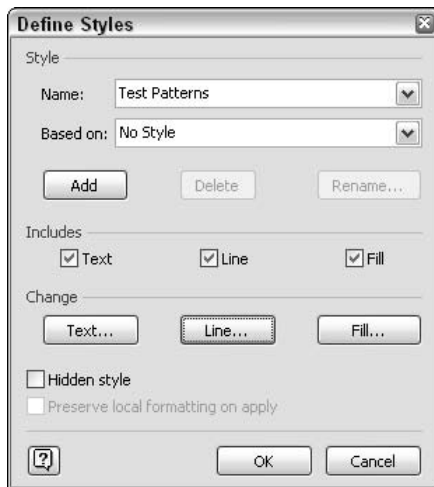 Define Styles
Style
Name: Test Patterns
Based on: No Style
Add Delete Rename...
Includes
Text Line Fill
Change
Text... Line... Fill...
Hidden style
Preserve local formatting on apply
? OK Cancel